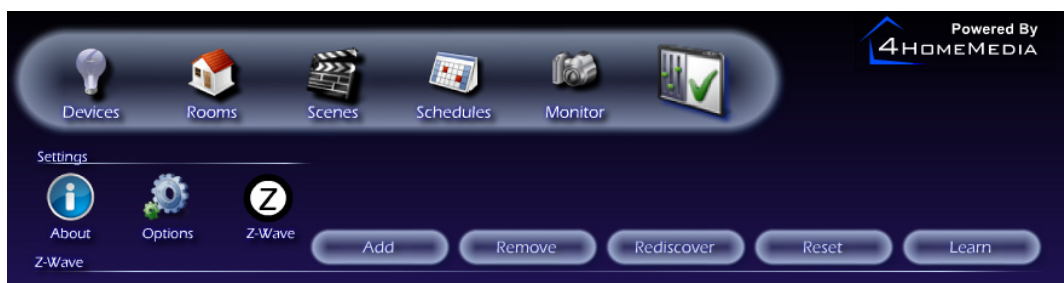 Powered By
4HOMEMEDIA
Devices Rooms Scenes Schedules Monitor
Settings
Z
About Options Z-Wave
Add Remove Rediscover Reset Learn
Z-Wave